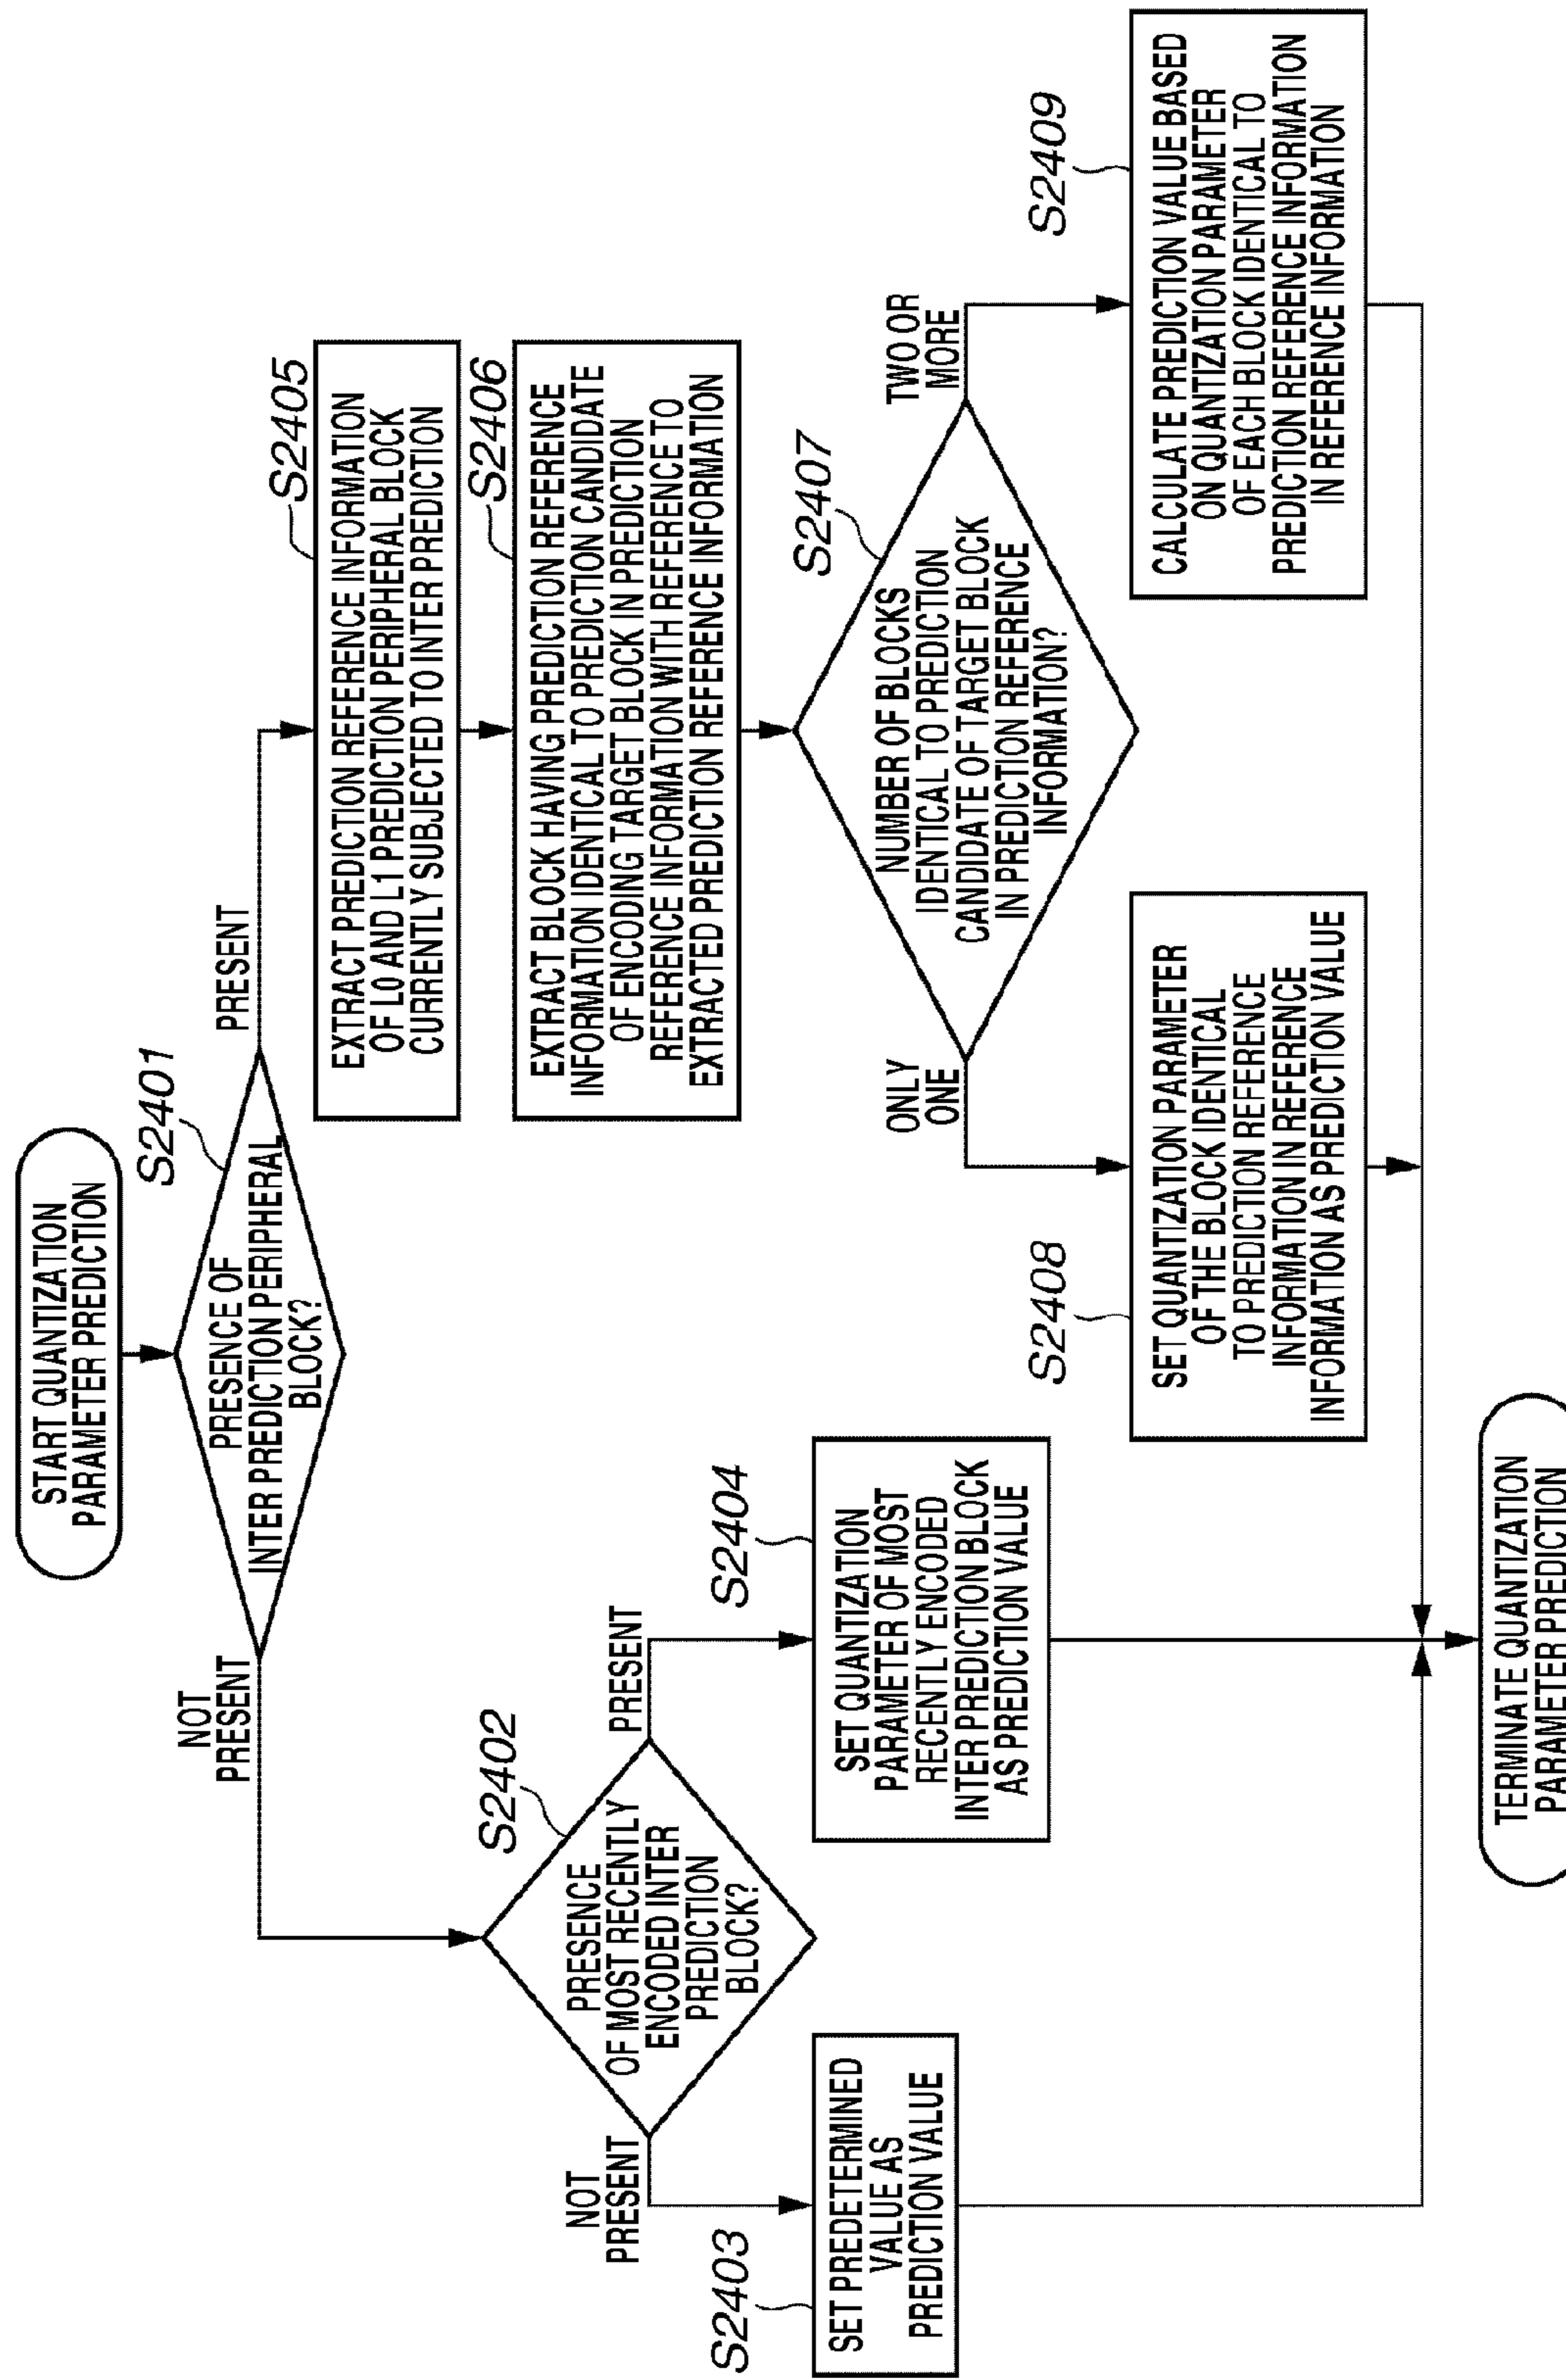 START QUANTIZATION
PARAMETER PREDICTION
S2401
PRESENCE OF
INTER PREDICTION PERIPHERAL
BLOCK?
NOT
PRESENT
PRESENT
S2402
PRESENCE
OF MOST RECENTLY
ENCODED INTER
PREDICTION
BLOCK?
NOT
PRESENT
PRESENT
S2403
SET PREDETERMINED
VALUE AS
PREDICTION VALUE
S2404
SET QUANTIZATION
PARAMETER OF MOST
RECENTLY ENCODED
INTER PREDICTION BLOCK
AS PREDICTION VALUE
S2405
EXTRACT PREDICTION REFERENCE INFORMATION
OF L0 AND L1 PREDICTION PERIPHERAL BLOCK
CURRENTLY SUBJECTED TO INTER PREDICTION
S2406
EXTRACT BLOCK HAVING PREDICTION REFERENCE
INFORMATION IDENTICAL TO PREDICTION CANDIDATE
OF ENCODING TARGET BLOCK IN PREDICTION
REFERENCE INFORMATION WITH REFERENCE TO
EXTRACTED PREDICTION REFERENCE INFORMATION
S2407
NUMBER OF BLOCKS
IDENTICAL TO PREDICTION
CANDIDATE OF TARGET BLOCK
IN PREDICTION REFERENCE
INFORMATION?
ONLY
ONE
TWO OR
MORE
S2408
SET QUANTIZATION PARAMETER
OF THE BLOCK IDENTICAL
TO PREDICTION REFERENCE
INFORMATION IN REFERENCE
INFORMATION AS PREDICTION VALUE
S2409
CALCULATE PREDICTION VALUE BASED
ON QUANTIZATION PARAMETER
OF EACH BLOCK IDENTICAL TO
PREDICTION REFERENCE INFORMATION
IN REFERENCE INFORMATION
TERMINATE QUANTIZATION
PARAMETER PREDICTION